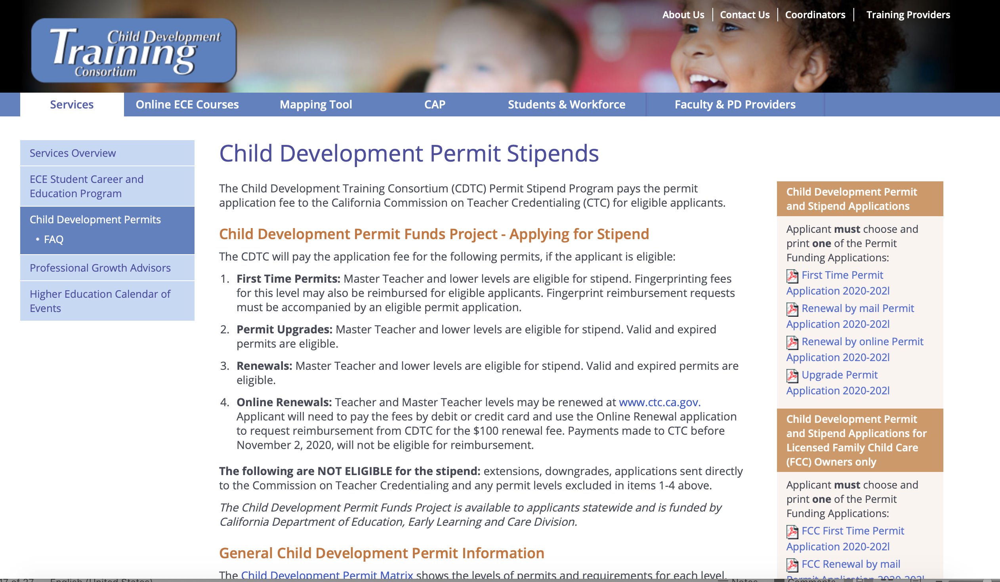 About Us
Contact Us
Coordinators
Training Providers
Child Development
Training
Consortium
Services
Online ECE Courses
Mapping Tool
CAP
Students & Workforce
Faculty & PD Providers
Services Overview
ECE Student Career and
Education Program
Child Development Permits
• FAQ
Professional Growth Advisors
Higher Education Calendar of
Events
Child Development Permit Stipends
The Child Development Training Consortium (CDTC) Permit Stipend Program pays the permit
application fee to the California Commission on Teacher Credentialing (CTC) for eligible applicants.
Child Development Permit Funds Project - Applying for Stipend
The CDTC will pay the application fee for the following permits, if the applicant is eligible:
1. First Time Permits: Master Teacher and lower levels are eligible for stipend. Fingerprinting fees
for this level may also be reimbursed for eligible applicants. Fingerprint reimbursement requests
must be accompanied by an eligible permit application.
2. Permit Upgrades: Master Teacher and lower levels are eligible for stipend. Valid and expired
permits are eligible.
3. Renewals: Master Teacher and lower levels are eligible for stipend. Valid and expired permits are
eligible.
4. Online Renewals: Teacher and Master Teacher levels may be renewed at www.ctc.ca.gov.
Applicant will need to pay the fees by debit or credit card and use the Online Renewal application
to request reimbursement from CDTC for the $100 renewal fee. Payments made to CTC before
November 2, 2020, will not be eligible for reimbursement.
The following are NOT ELIGIBLE for the stipend: extensions, downgrades, applications sent directly
to the Commission on Teacher Credentialing and any permit levels excluded in items 1-4 above.
The Child Development Permit Funds Project is available to applicants statewide and is funded by
California Department of Education, Early Learning and Care Division.
General Child Development Permit Information
The Child Development Permit Matrix shows the levels of permits and requirements for each level.
Child Development Permit
and Stipend Applications
Applicant must choose and
print one of the Permit
Funding Applications:
First Time Permit
Application 2020-202l
Renewal by mail Permit
Application 2020-202l
Renewal by online Permit
Application 2020-202l
Upgrade Permit
Application 2020-202l
Child Development Permit
and Stipend Applications for
Licensed Family Child Care
(FCC) Owners only
Applicant must choose and
print one of the Permit
Funding Applications:
FCC First Time Permit
Application 2020-202l
FCC Renewal by mail
Permit Application 2020-202l
17 of 27
English (United States)
Notes
Comments